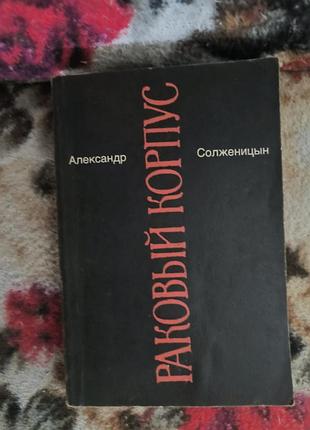 Александр
Солженицын
РАКОВЫЙ КОРПУС